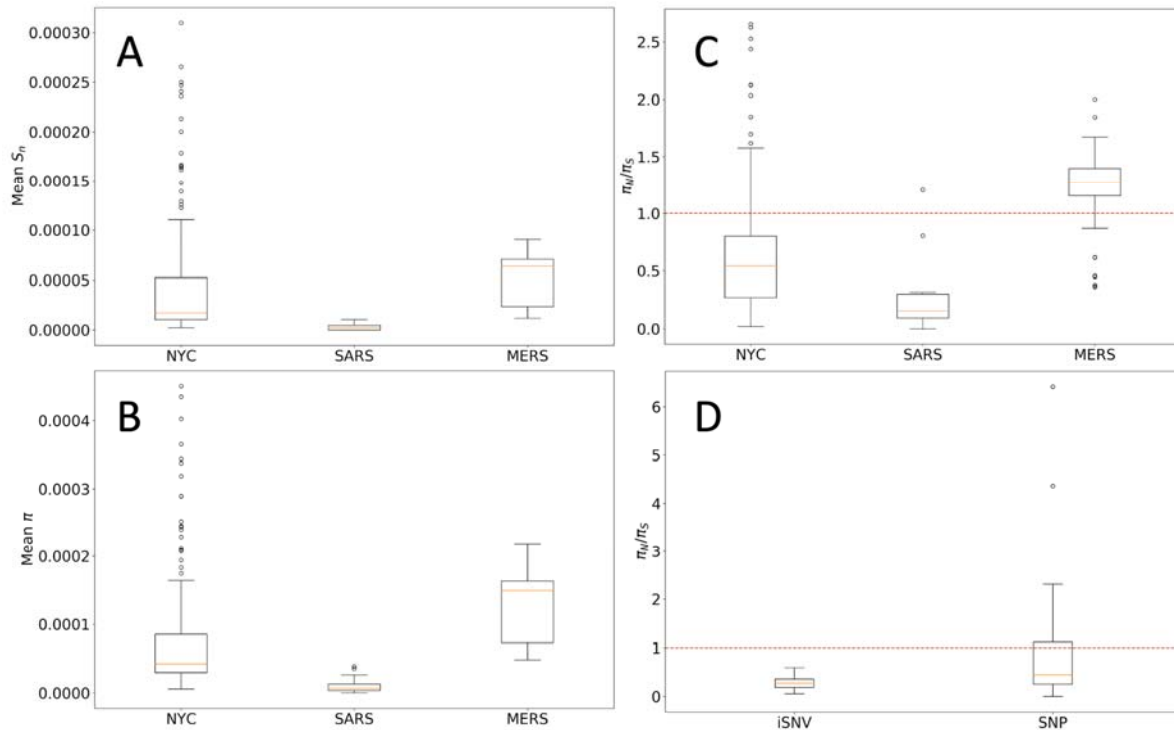 A
Mean Sn
0.00030
0.00025
0.00020
0.00015
0.00010
0.00005
0.00000
NYC SARS MERS
B
Mean π
0.0004
0.0003
0.0002
0.0001
0.0000
NYC SARS MERS
C
πN/πS
2.5
2.0
1.5
1.0
0.5
0.0
NYC SARS MERS
D
πN/πS
6
5
4
3
2
1
0
iSNV SNP